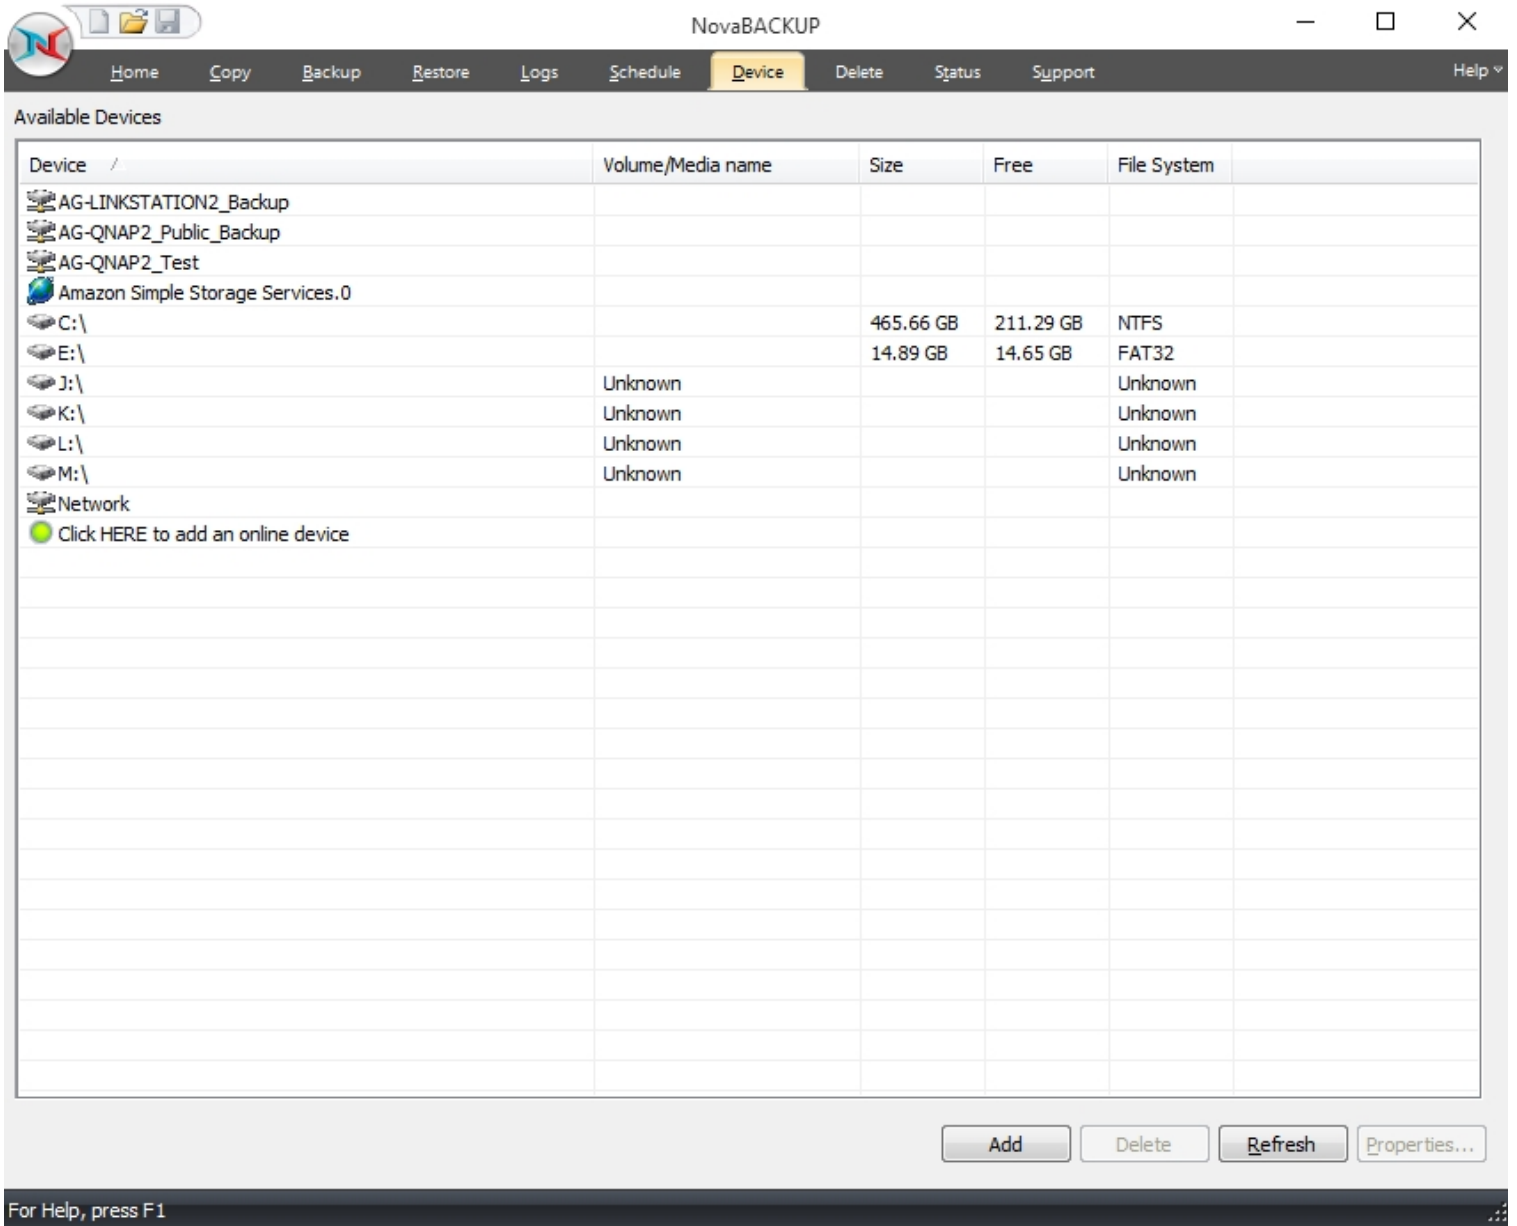 NovaBACKUP
Home Copy Backup Restore Logs Schedule Device Delete Status Support Help
Available Devices
Device Volume/Media name Size Free File System
AG-LINKSTATION2_Backup
AG-QNAP2_Public_Backup
AG-QNAP2_Test
Amazon Simple Storage Services.0
C:\ 465.66 GB 211.29 GB NTFS
E:\ 14.89 GB 14.65 GB FAT32
J:\ Unknown Unknown
K:\ Unknown Unknown
L:\ Unknown Unknown
M:\ Unknown Unknown
Network
Click HERE to add an online device
Add Delete Refresh Properties...
For Help, press F1